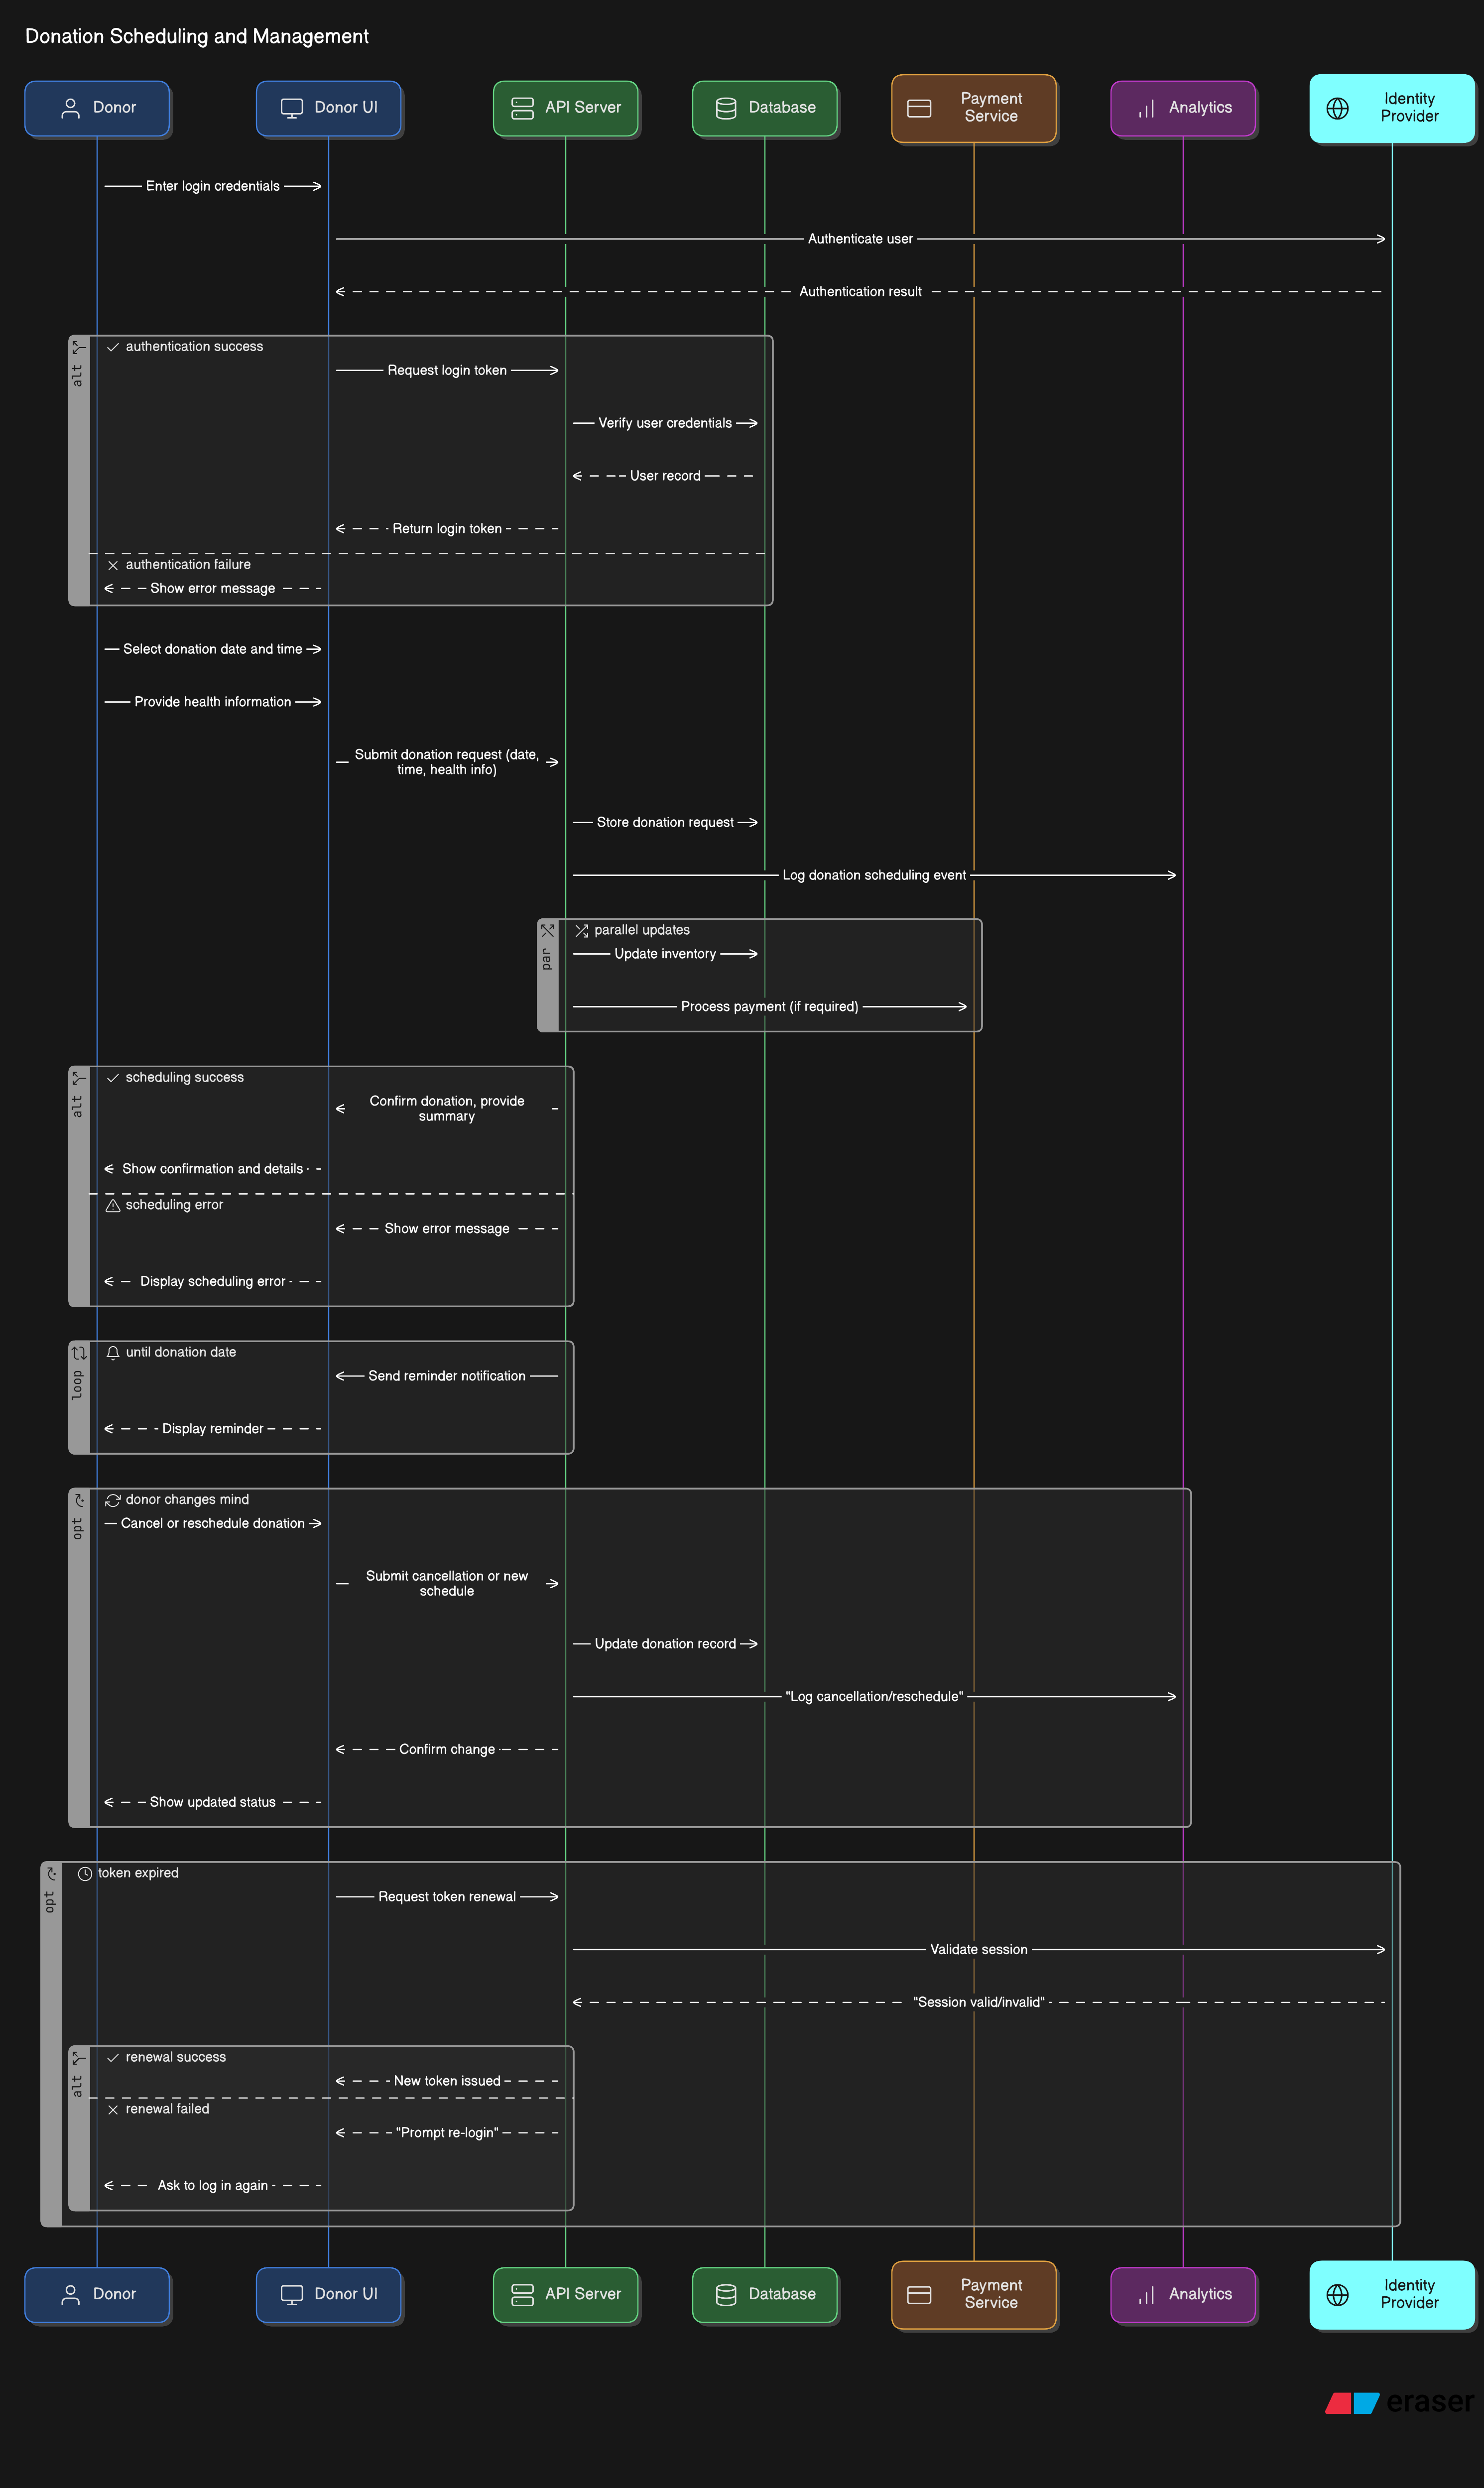 Donation Scheduling and Management
Donor
Donor UI
API Server
Database
Payment
Service
Analytics
Identity
Provider
Enter login credentials
Authenticate user
Authentication result
alt
authentication success
Request login token
Verify user credentials
User record
Return login token
authentication failure
Show error message
Select donation date and time
Provide health information
Submit donation request (date,
time, health info)
Store donation request
Log donation scheduling event
par
parallel updates
Update inventory
Process payment (if required)
alt
scheduling success
Confirm donation, provide
summary
Show confirmation and details
scheduling error
Show error message
Display scheduling error
loop
until donation date
Send reminder notification
Display reminder
opt
donor changes mind
Cancel or reschedule donation
Submit cancellation or new
schedule
Update donation record
"Log cancellation/reschedule"
Confirm change
Show updated status
opt
token expired
Request token renewal
Validate session
"Session valid/invalid"
alt
renewal success
New token issued
renewal failed
"Prompt re-login"
Ask to log in again
Donor
Donor UI
API Server
Database
Payment
Service
Analytics
Identity
Provider
eraser